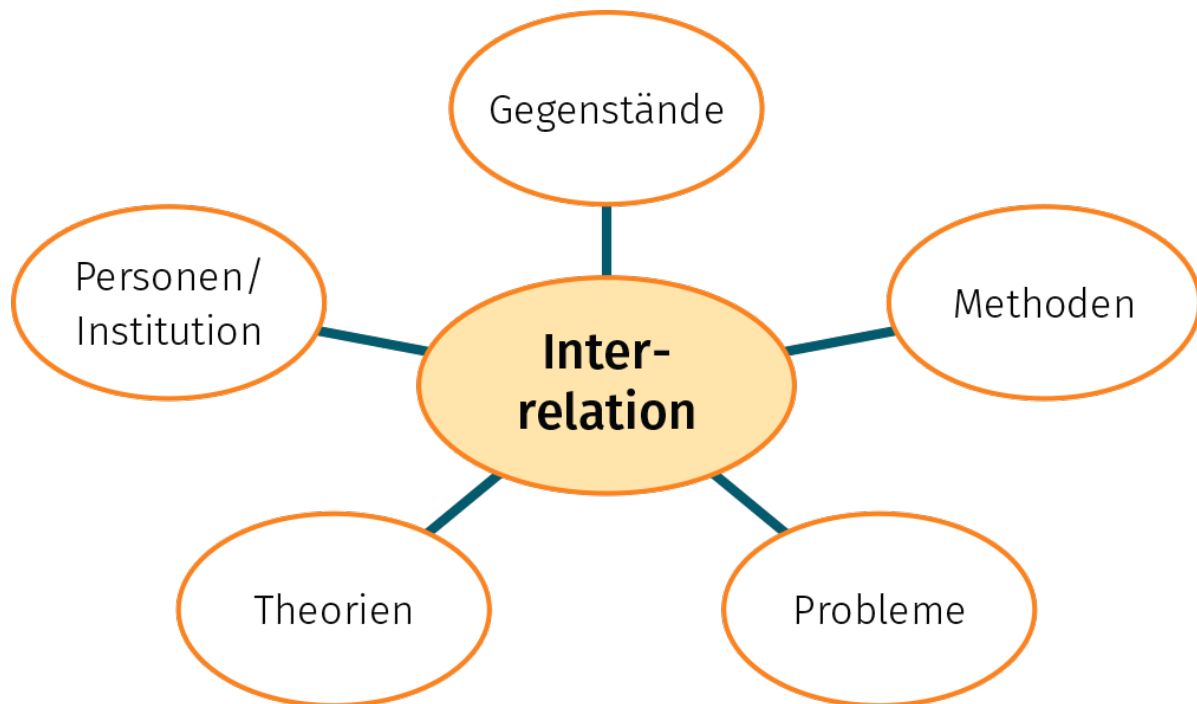 Gegenstände
Personen/
Institution
Methoden
Inter-
relation
Theorien
Probleme